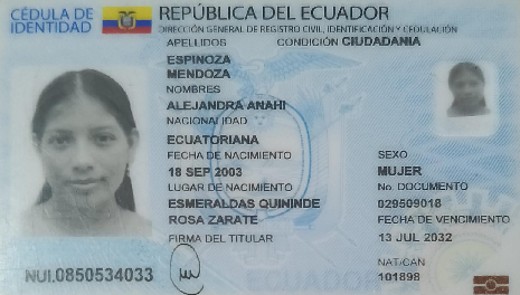 CÉDULA DE IDENTIDAD
REPÚBLICA DEL ECUADOR
DIRECCIÓN GENERAL DE REGISTRO CIVIL, IDENTIFICACIÓN Y CEDULACIÓN
APELLIDOS
CONDICIÓN CIUDADANIA
ESPINOZA
MENDOZA
NOMBRES
ALEJANDRA ANAHI
NACIONALIDAD
ECUATORIANA
FECHA DE NACIMIENTO
SEXO
18 SEP 2003
MUJER
LUGAR DE NACIMIENTO
No. DOCUMENTO
ESMERALDAS QUININDE
029509018
ROSA ZARATE
FECHA DE VENCIMIENTO
FIRMA DEL TITULAR
13 JUL 2032
NUI.0850534033
NAT/CAN
101898